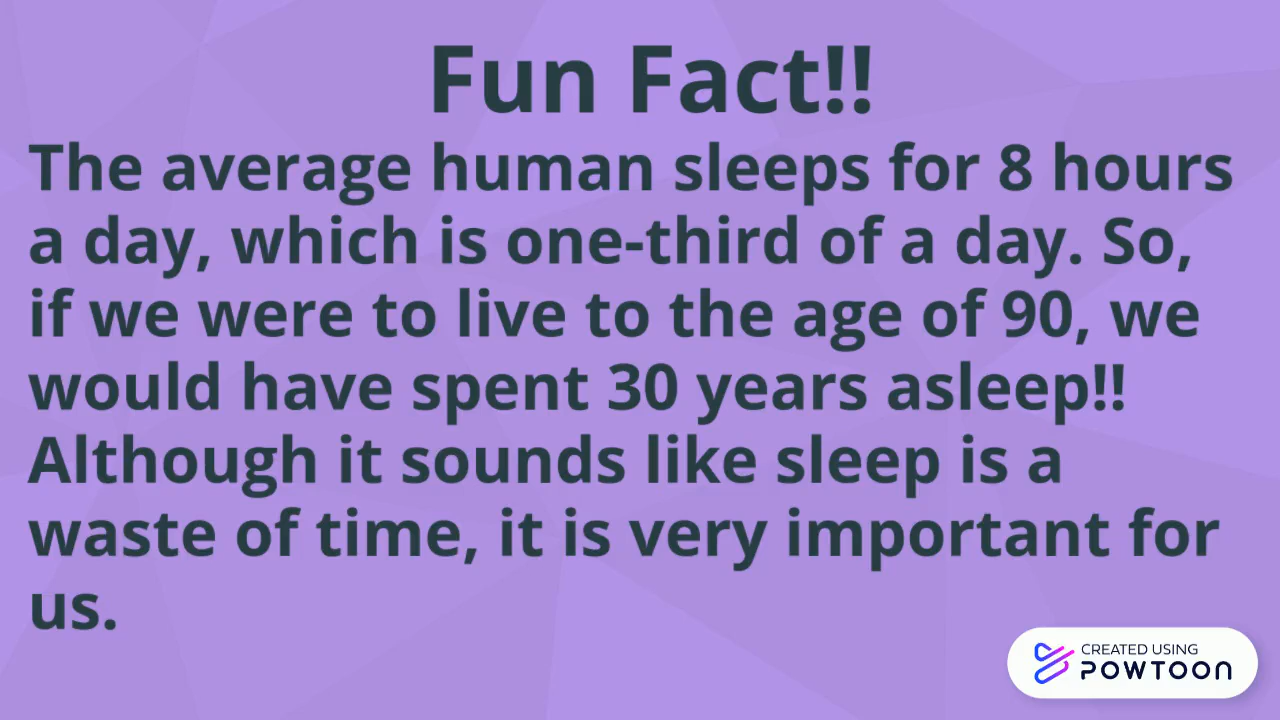 Fun Fact!!
The average human sleeps for 8 hours
a day, which is one-third of a day. So,
if we were to live to the age of 90, we
would have spent 30 years asleep!!
Although it sounds like sleep is a
waste of time, it is very important for
us.
CREATED USING
POWTOON